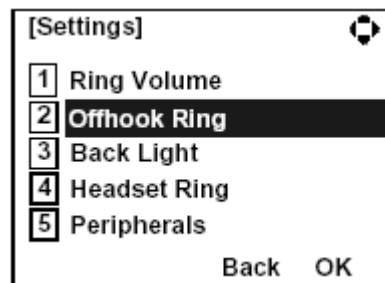 [Settings]
1 Ring Volume
2 Offhook Ring
3 Back Light
4 Headset Ring
5 Peripherals
Back OK